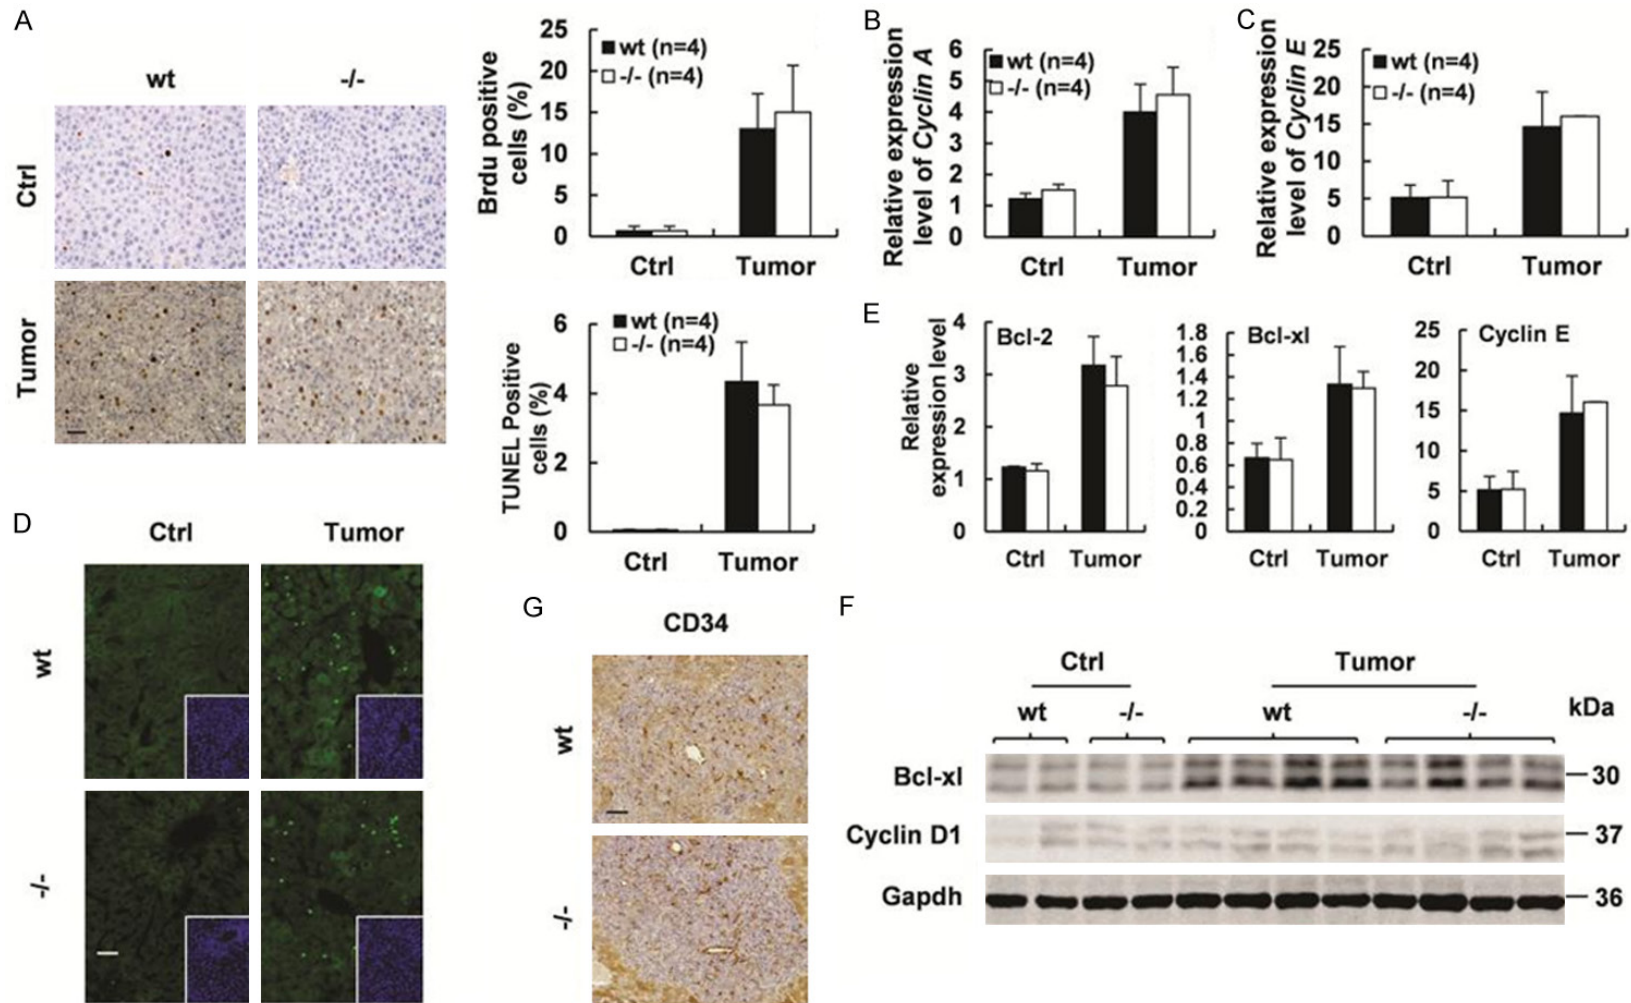 A
wt
-/-
Ctrl
Tumor
Brdu positive
cells (%)
25
20
15
10
5
0
wt (n=4)
-/- (n=4)
Ctrl
Tumor
TUNEL Positive
cells (%)
6
4
2
0
wt (n=4)
-/- (n=4)
Ctrl
Tumor
B
Relative expression
level of Cyclin A
6
5
4
3
2
1
0
wt (n=4)
-/- (n=4)
Ctrl
Tumor
C
Relative expression
level of Cyclin E
25
20
15
10
5
0
wt (n=4)
-/- (n=4)
Ctrl
Tumor
D
Ctrl
Tumor
wt
-/-
E
Relative
expression level
4
3
2
1
0
Bcl-2
Ctrl
Tumor
1.8
1.6
1.4
1.2
1
0.8
0.6
0.4
0.2
0
Bcl-xl
Ctrl
Tumor
25
20
15
10
5
0
Cyclin E
Ctrl
Tumor
G
CD34
wt
-/-
F
Ctrl
Tumor
wt
-/-
wt
-/-
kDa
Bcl-xl
30
Cyclin D1
37
Gapdh
36